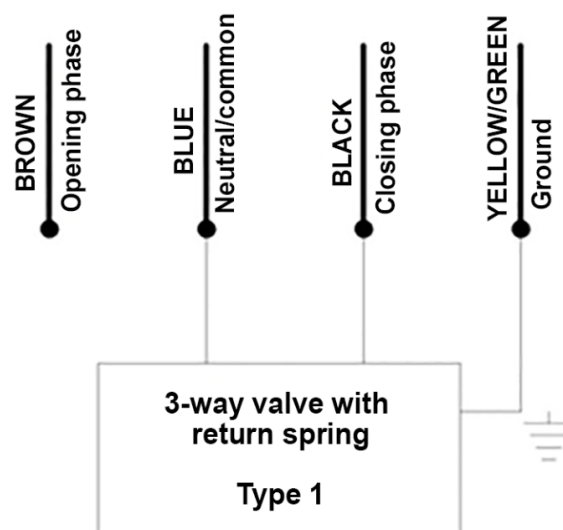 BROWN
Opening phase
BLUE
Neutral/common
BLACK
Closing phase
YELLOW/GREEN
Ground
3-way valve with
return spring
Type 1